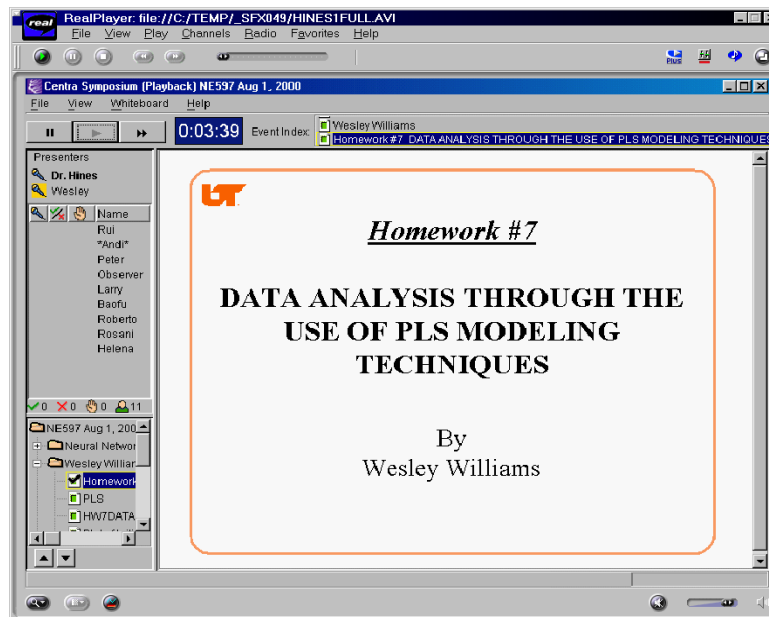 real RealPlayer: file://C:/TEMP/_SFX049/HINES1FULL.AVI
File View Play Channels Radio Favorites Help
Plus
Centra Symposium (Playback) NE597 Aug 1, 2000
File View Whiteboard Help
0:03:39 Event Index: Wesley Williams
Homework #7 DATA ANALYSIS THROUGH THE USE OF PLS MODELING TECHNIQUES
Presenters
Dr. Hines
Wesley
Name
Rui
*Andi*
Peter
Observer
Larry
Baofu
Roberto
Rosani
Helena
0 0 0 11
NE597 Aug 1, 200
Neural Networ
Wesley Williar
Homework
PLS
HW7DATA
UT
Homework #7
DATA ANALYSIS THROUGH THE
USE OF PLS MODELING
TECHNIQUES
By
Wesley Williams